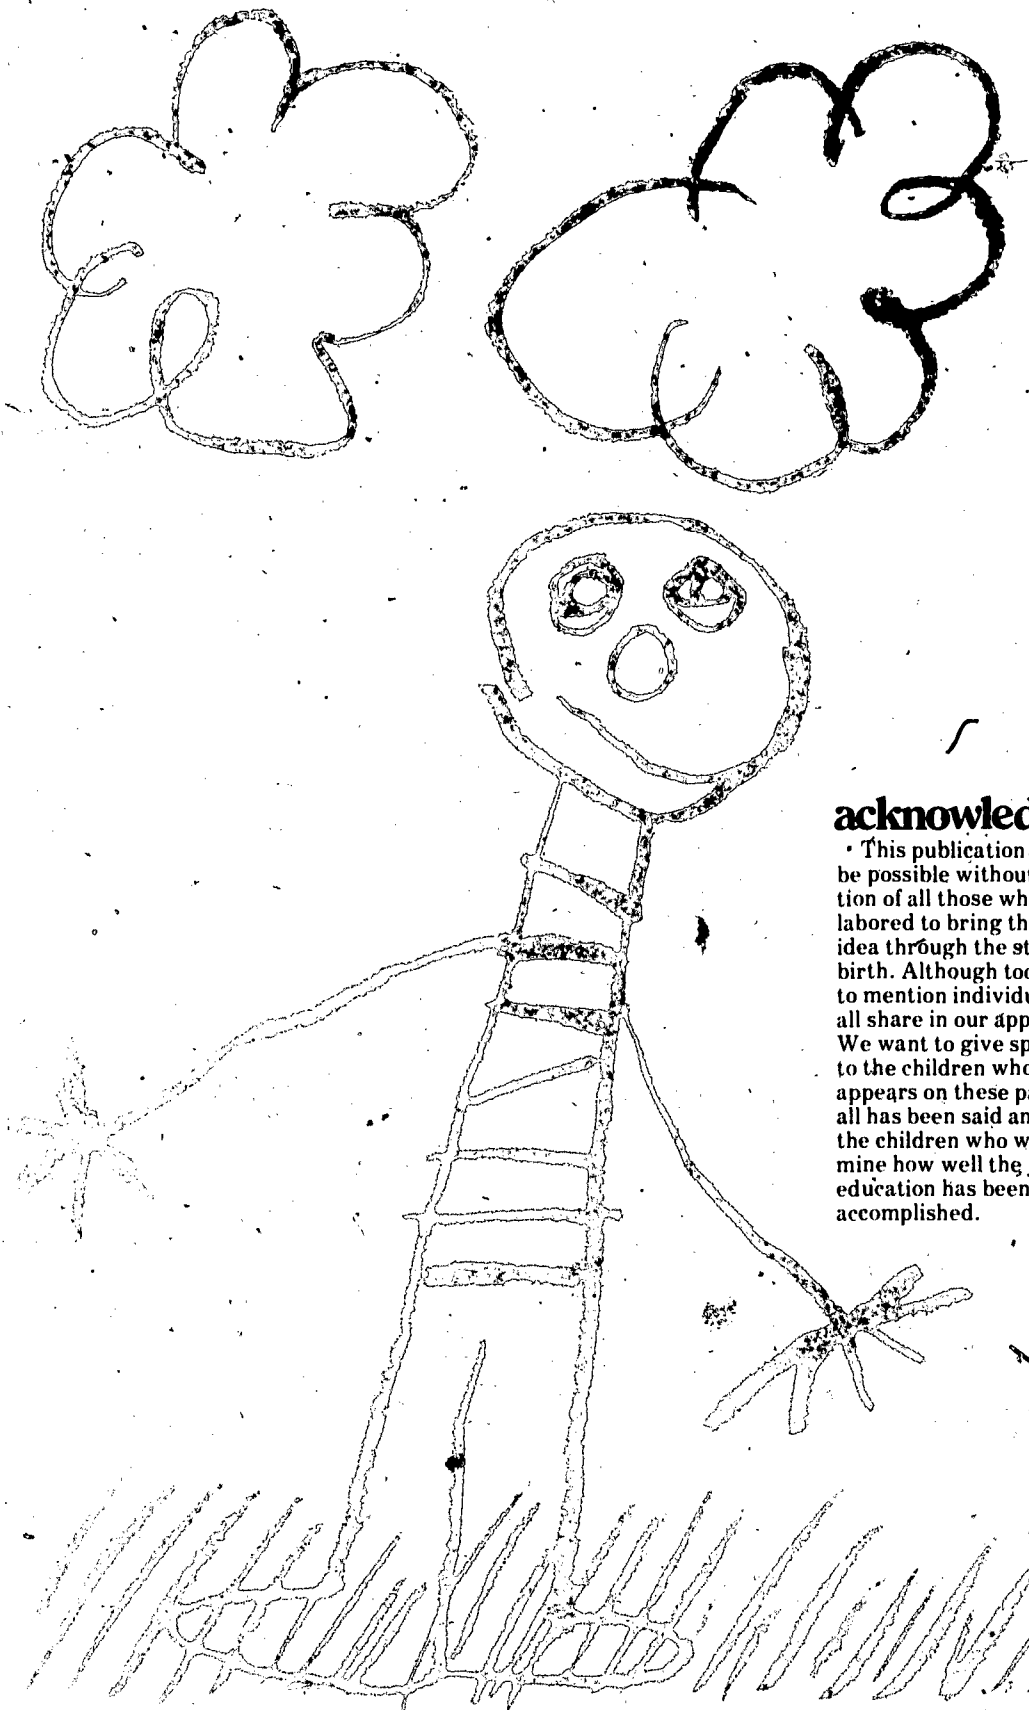 acknowled
This publication
be possible without
tion of all those wh
labored to bring th
idea through the st
birth. Although too
to mention individu
all share in our app
We want to give sp
to the children who
appears on these pa
all has been said an
the children who w
mine how well the
education has been
accomplished.